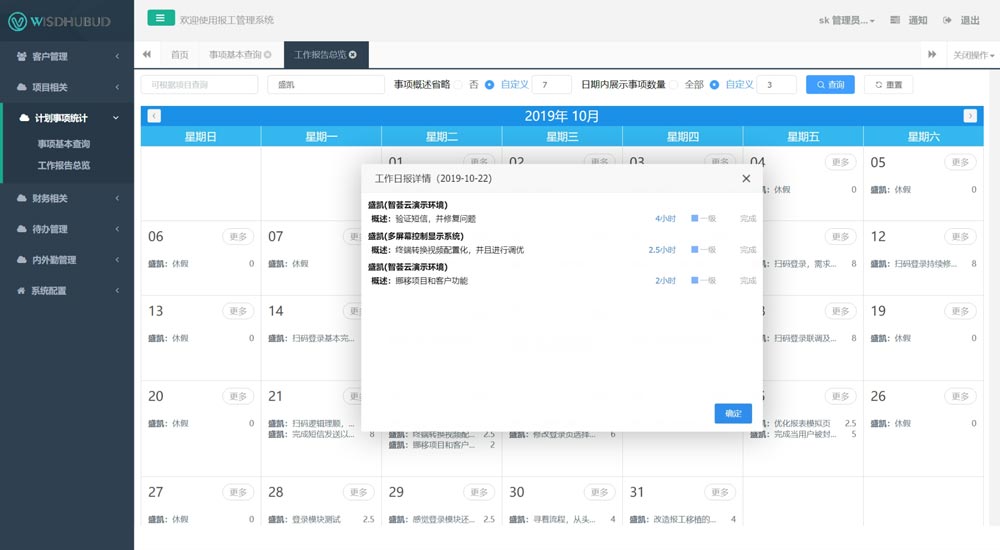 WISDHUBUD
欢迎使用报工管理系统
sk 管理员...
通知
退出
首页
事项基本查询
工作报告总览
关闭操作
客户管理
项目相关
计划事项统计
事项基本查询
工作报告总览
财务相关
待办管理
内外勤管理
系统配置
可根据项目查询
盛凯
事项概述省略
否
自定义
7
日期内展示事项数量
全部
自定义
3
查询
重置
2019年 10月
星期日 星期一 星期二 星期三 星期四 星期五 星期六
01 更多 02 更多 03 更多 04 更多 05 更多
休假 0 盛凯：休假 0
06 更多 07
盛凯：休假 0 盛凯：休假
12 更多
盛凯：扫码登录，需求... 8 盛凯：扫码登录持续修... 8
13 更多 14
19 更多
盛凯：休假 0 盛凯：扫码登录基本完...
扫码登录联调及... 8 盛凯：休假 0
20 更多 21
更多 26 更多
盛凯：休假 0 盛凯：扫码逻辑理顺，...
盛凯：完成短信发送以... 8
盛凯：终端转换视频配... 2.5
盛凯：挪移项目和客户... 2
盛凯：修改登录页选择... 6
优化报表模拟页 2.5
完成当用户被封... 5
盛凯：休假 0
27 更多 28 更多 29 更多 30 更多 31 更多
盛凯：休假 0 盛凯：登录模块测试 2.5 盛凯：感觉登录模块还... 2.5 盛凯：寻着流程，从头... 4 盛凯：改造报工移植的... 4
工作日报详情（2019-10-22）
盛凯(智荟云演示环境)
概述：验证短信，并修复问题 4小时 一级 完成
盛凯(多屏幕控制显示系统)
概述：终端转换视频配置化，并且进行调优 2.5小时 一级 完成
盛凯(智荟云演示环境)
概述：挪移项目和客户功能 2小时 一级 完成
确定